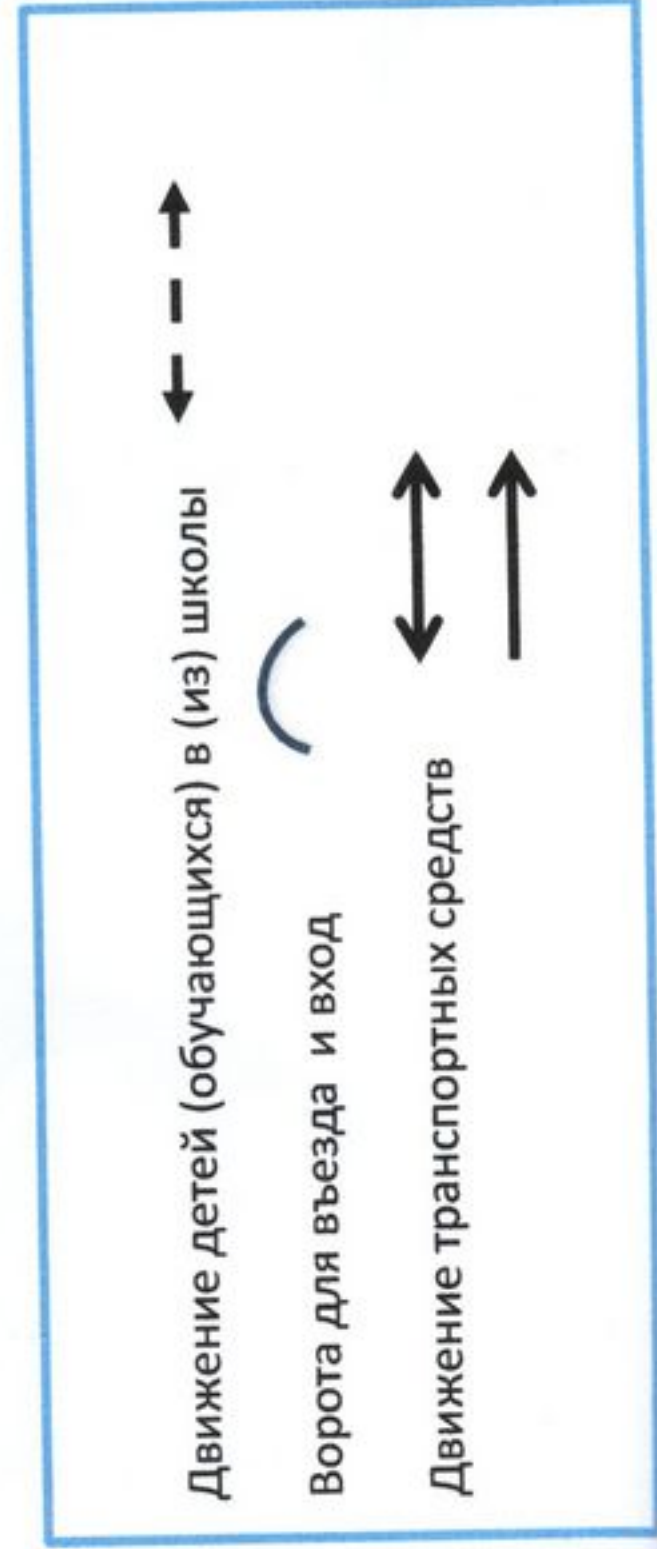 Движение детей (обучающихся) в (из) школы
Ворота для въезда и вход
Движение транспортных средств